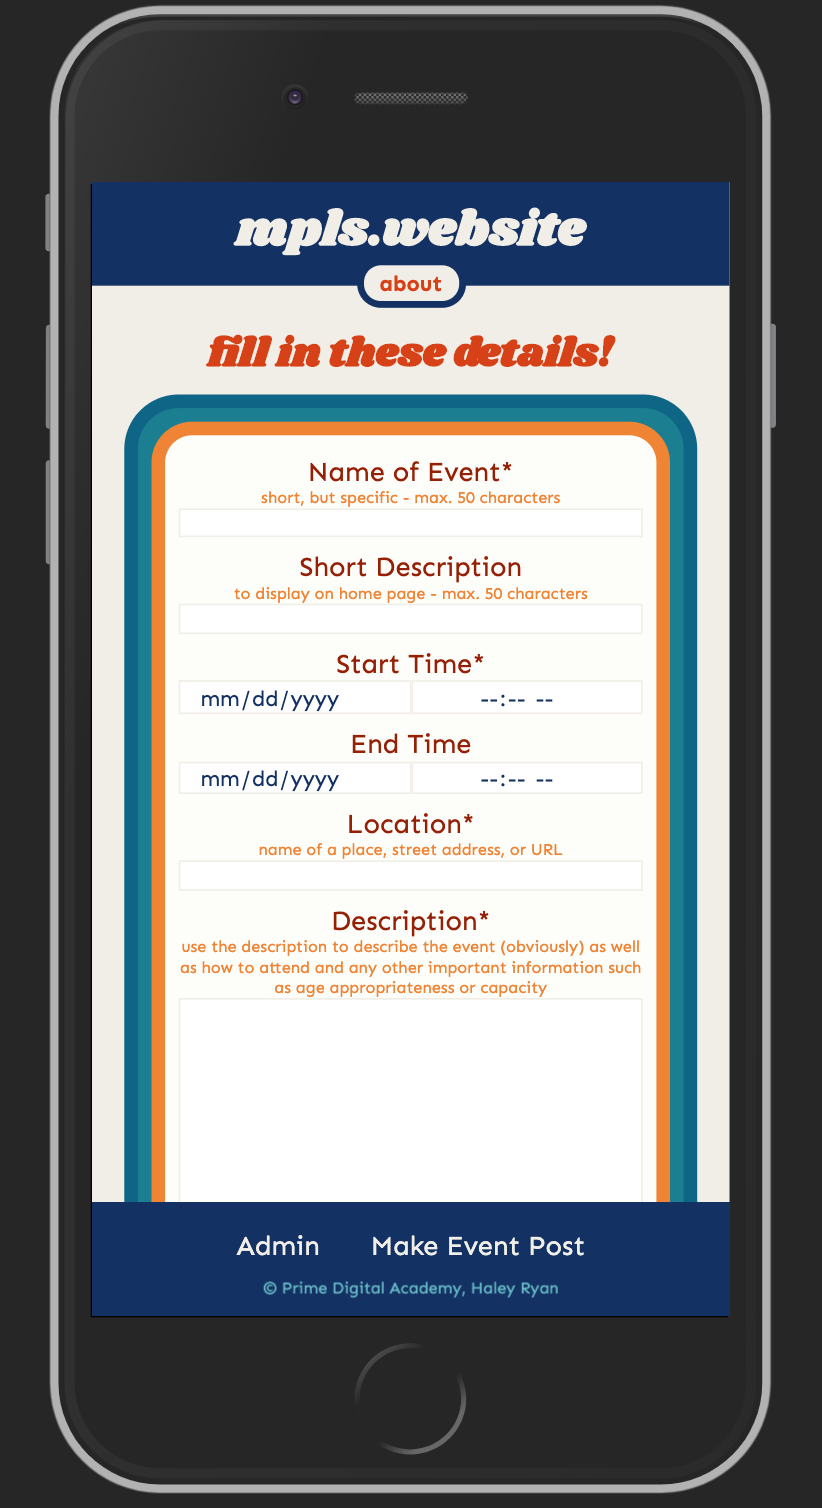 mpls.website
about
fill in these details!
Name of Event*
short, but specific - max. 50 characters
Short Description
to display on home page - max. 50 characters
Start Time*
mm/dd/yyyy --:-- --
End Time
mm/dd/yyyy --:-- --
Location*
name of a place, street address, or URL
Description*
use the description to describe the event (obviously) as well
as how to attend and any other important information such
as age appropriateness or capacity
Admin Make Event Post
© Prime Digital Academy, Haley Ryan